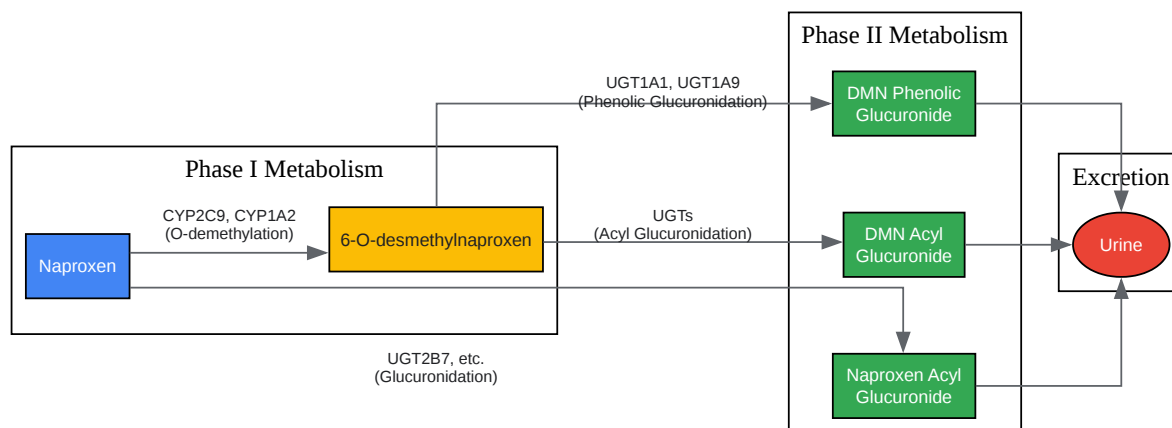 Phase II Metabolism
UGT1A1, UGT1A9
(Phenolic Glucuronidation)
DMN Phenolic
Glucuronide
Phase I Metabolism
CYP2C9, CYP1A2
(O-demethylation)
Naproxen
6-O-desmethylnaproxen
UGTs
(Acyl Glucuronidation)
DMN Acyl
Glucuronide
Excretion
Urine
UGT2B7, etc.
(Glucuronidation)
Naproxen Acyl
Glucuronide